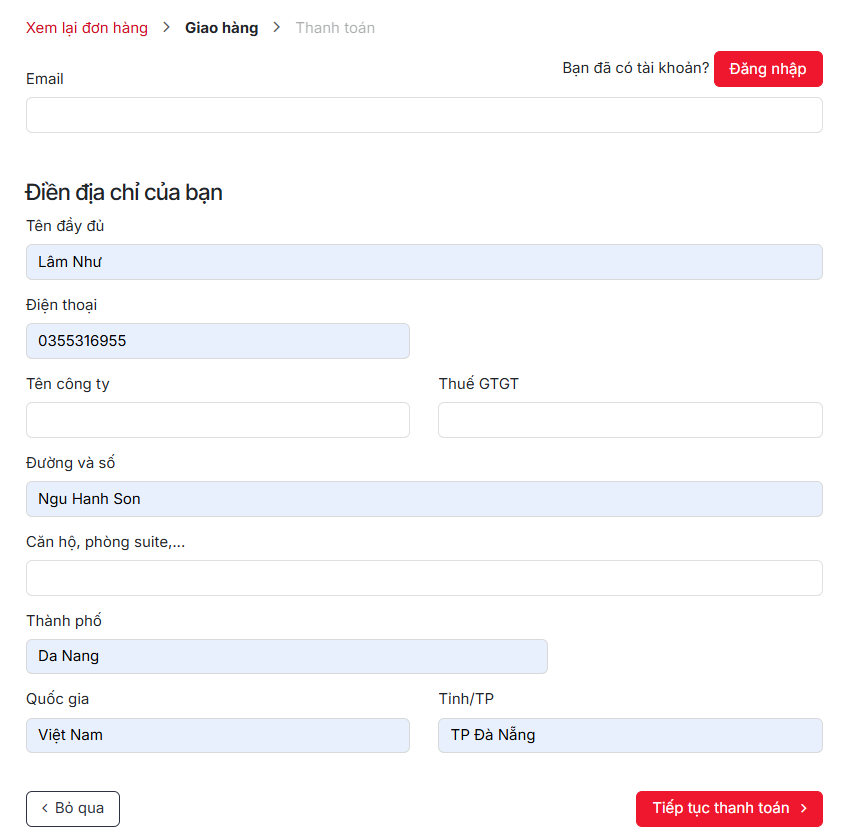 Xem lại đơn hàng > Giao hàng > Thanh toán
Bạn đã có tài khoản? Đăng nhập
Email
Điền địa chỉ của bạn
Tên đầy đủ
Lâm Như
Điện thoại
0355316955
Tên công ty Thuế GTGT
Đường và số
Ngu Hanh Son
Căn hộ, phòng suite,...
Thành phố
Da Nang
Quốc gia Tỉnh/TP
Việt Nam TP Đà Nẵng
< Bỏ qua Tiếp tục thanh toán >